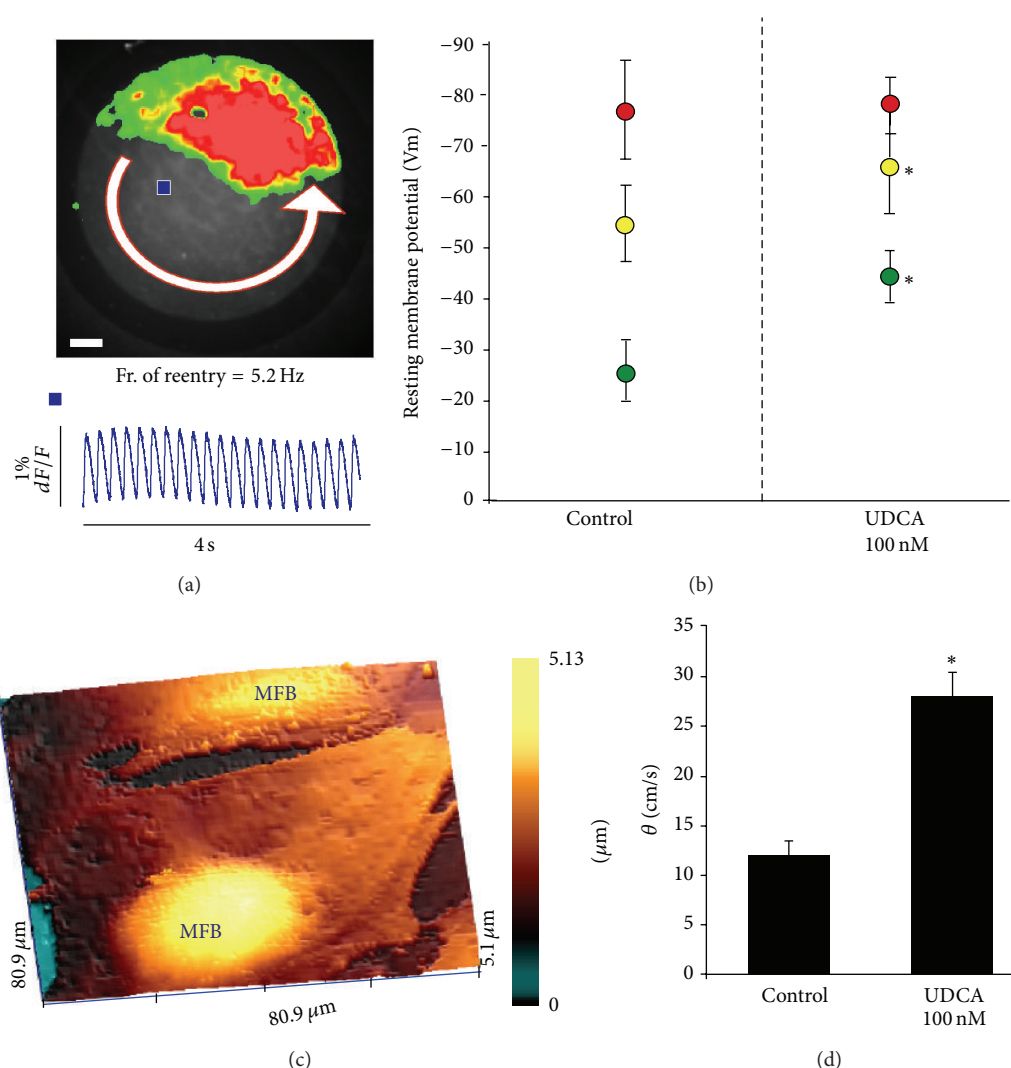 Fr. of reentry = 5.2 Hz
1%
dF/F
4 s
(a)
Resting membrane potential (Vm)
−90
−80
−70
−60
−50
−40
−30
−20
−10
0
*
*
Control
UDCA
100 nM
(b)
MFB
MFB
80.9 μm
80.9 μm
5.1 μm
5.13
0
(μm)
(c)
θ (cm/s)
35
30
25
20
15
10
5
0
*
Control
UDCA
100 nM
(d)